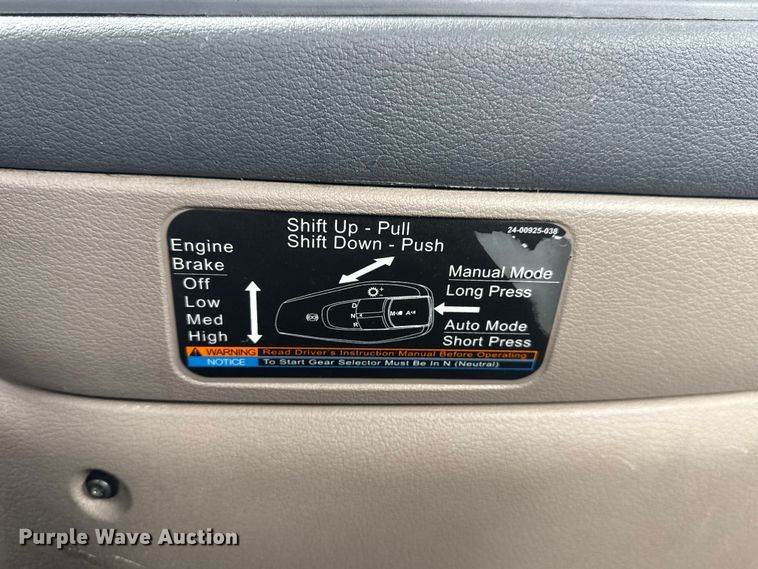 Shift Up - Pull
Shift Down - Push
24-00925-038
Engine
Brake
Off
Low
Med
High
Manual Mode
Long Press
Auto Mode
Short Press
D
N
R
M
A
+
-
WARNING Read Driver's Instruction Manual Before Operating
NOTICE To Start Gear Selector Must Be In N (Neutral)
Purple Wave Auction